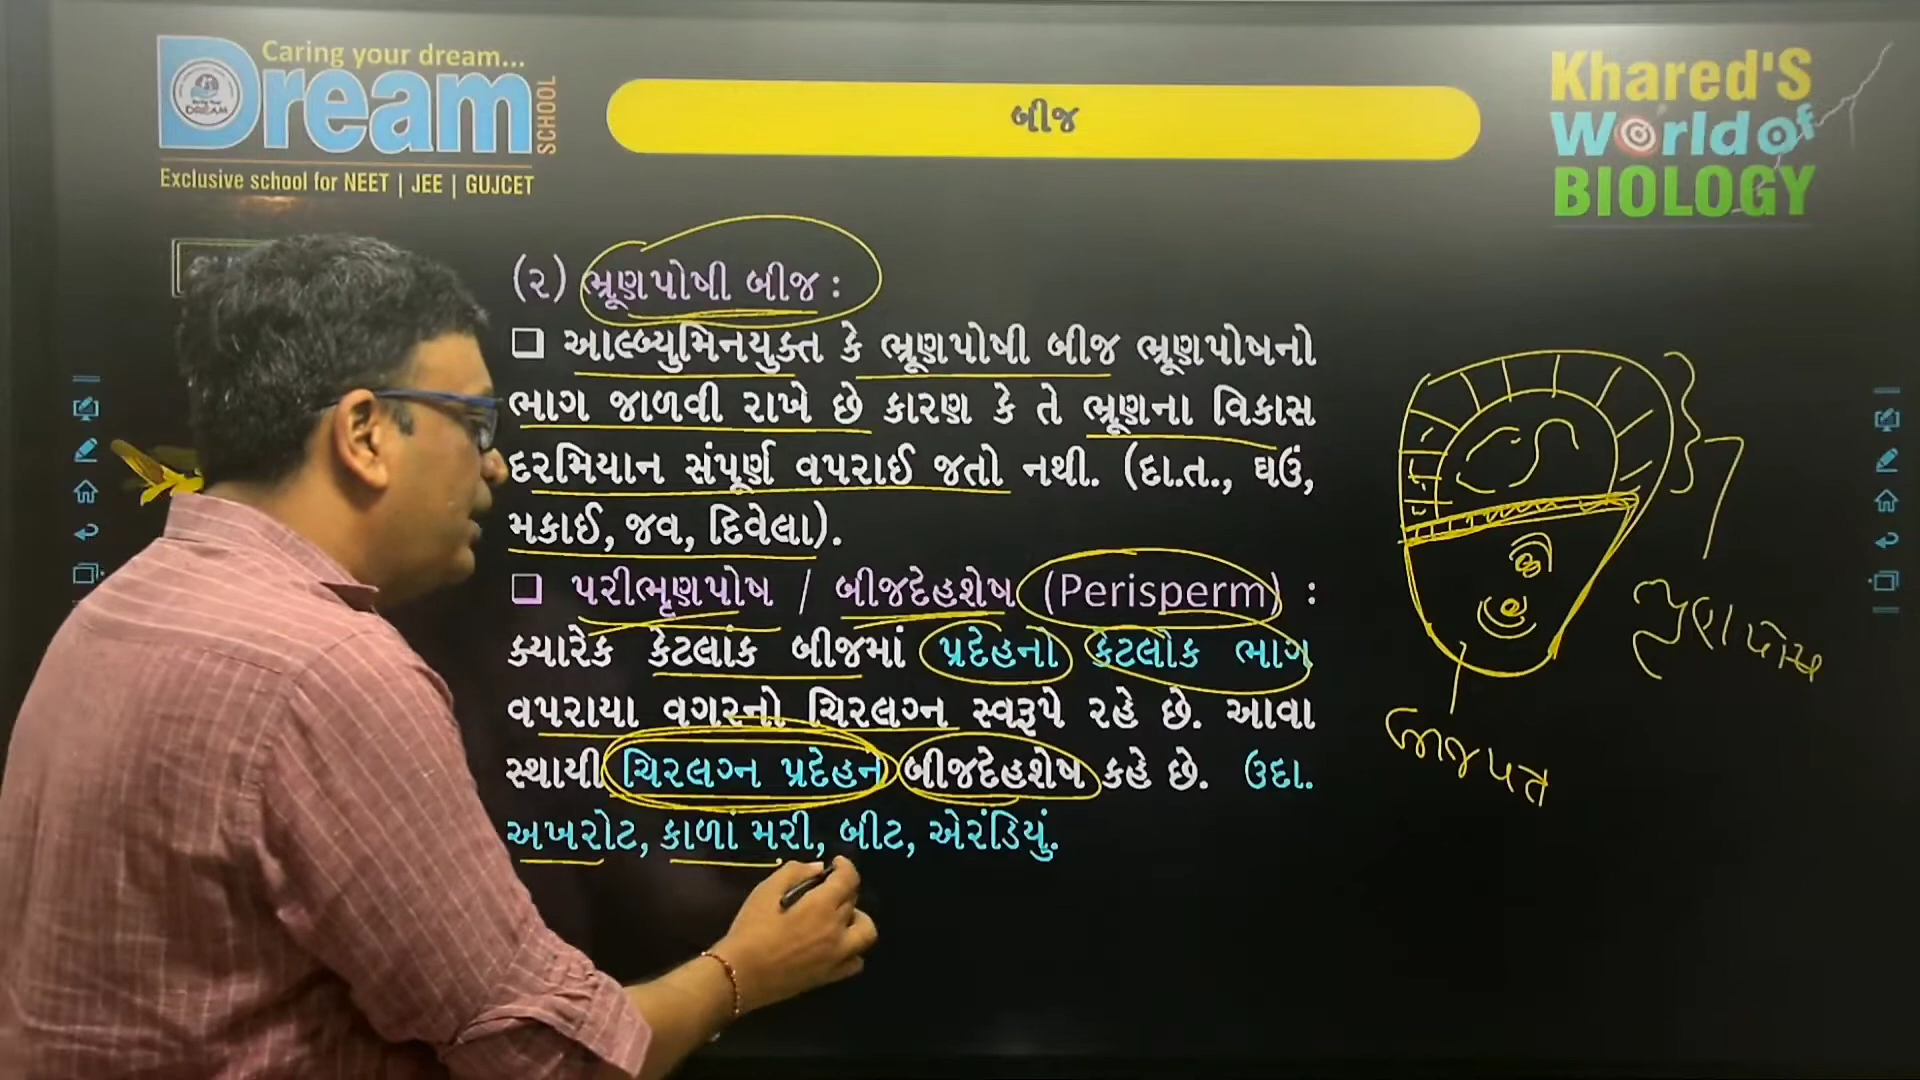 Caring your dream...
Dream SCHOOL
Exclusive school for NEET | JEE | GUJCET
બીજ
Khared'S
World of
BIOLOGY
(૨) ભ્રૂણપોષી બીજ :
❑ આલ્બ્યુમિનયુક્ત કે ભ્રૂણપોષી બીજ ભ્રૂણપોષનો
ભાગ જાળવી રાખે છે કારણ કે તે ભ્રૂણના વિકાસ
દરમિયાન સંપૂર્ણ વપરાઈ જતો નથી. (દા.ત., ઘઉં,
મકાઈ, જવ, દિવેલા).
❑ પરીભૃણપોષ / બીજદેહશેષ (Perisperm) :
ક્યારેક કેટલાંક બીજમાં પ્રદેહનો કેટલોક ભાગ
વપરાયા વગરનો ચિરલગ્ન સ્વરૂપે રહે છે. આવા
સ્થાયી ચિરલગ્ન પ્રદેહન બીજદેહશેષ કહે છે. ઉદા.
અખરોટ, કાળાં મરી, બીટ, એરંડિયું.
ભ્રૂણપોષ